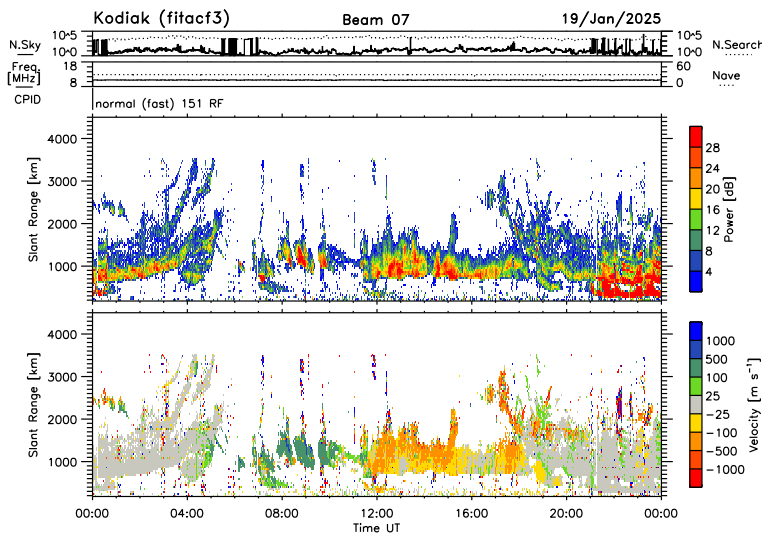 Kodiak (fitacf3) Beam 07 19/Jan/2025
N.Sky 10^5 10^0 10^5 10^0 N.Search
Freq. [MHz] 18 8 60 0 Nave
CPID normal (fast) 151 RF
Slant Range [km] 4000 3000 2000 1000
Power [dB] 28 24 20 16 12 8 4
Slant Range [km] 4000 3000 2000 1000
Velocity [m s⁻¹] 1000 500 100 25 −25 −100 −500 −1000
00:00 04:00 08:00 12:00 16:00 20:00 00:00
Time UT